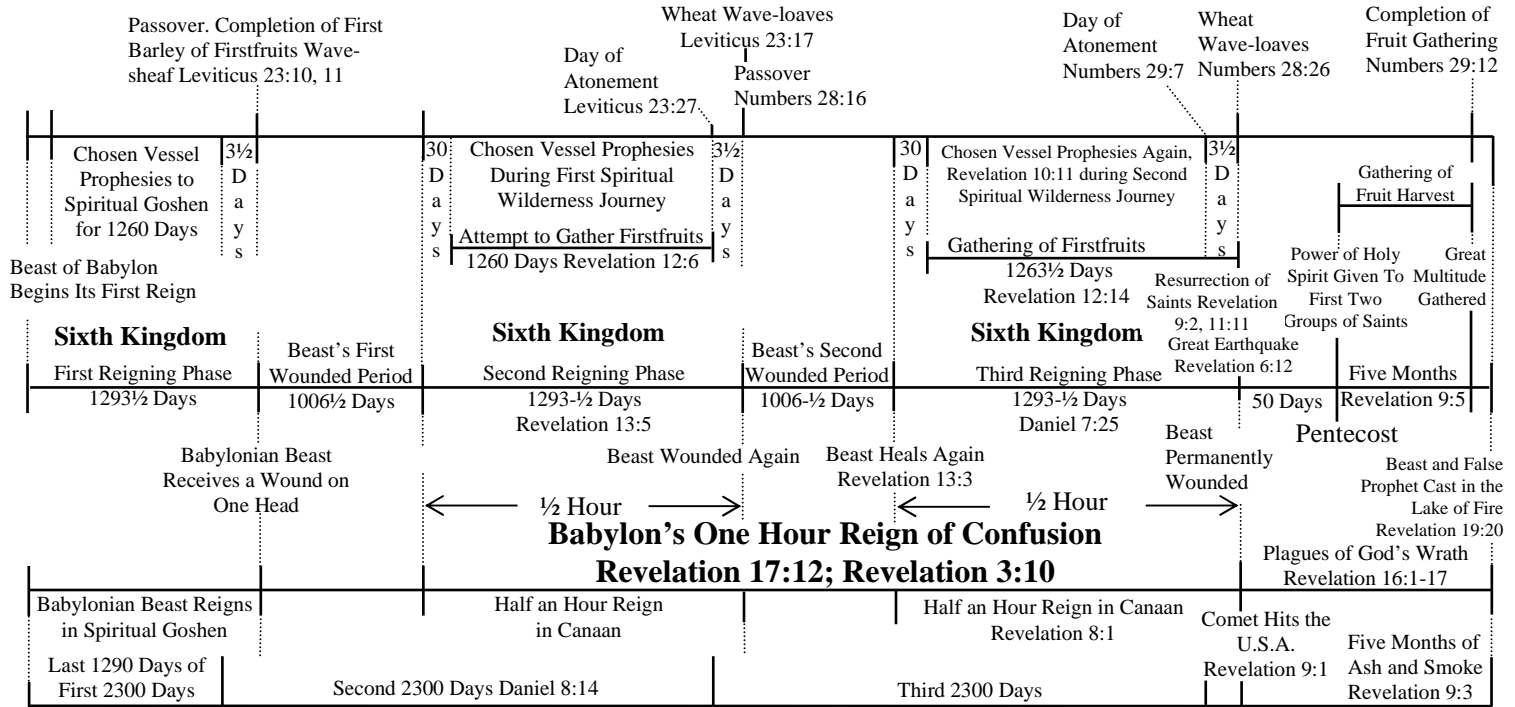 Passover. Completion of First
Barley of Firstfruits Wave-
sheaf Leviticus 23:10, 11
Day of
Atonement
Leviticus 23:27
Wheat Wave-loaves
Leviticus 23:17
Passover
Numbers 28:16
Day of
Atonement
Numbers 29:7
Wheat
Wave-loaves
Numbers 28:26
Completion of
Fruit Gathering
Numbers 29:12
Chosen Vessel
Prophesies to
Spiritual Goshen
for 1260 Days
3½
D
a
y
s
30
D
a
y
s
Chosen Vessel Prophesies
During First Spiritual
Wilderness Journey
Attempt to Gather Firstfruits
1260 Days Revelation 12:6
3½
D
a
y
s
30
D
a
y
s
Chosen Vessel Prophesies Again,
Revelation 10:11 during Second
Spiritual Wilderness Journey
Gathering of Firstfruits
1263½ Days
Revelation 12:14
3½
D
a
y
s
Gathering of
Fruit Harvest
Beast of Babylon
Begins Its First Reign
Resurrection of
Saints Revelation
9:2, 11:11
Great Earthquake
Revelation 6:12
Power of Holy
Spirit Given To
First Two
Groups of Saints
Great
Multitude
Gathered
Sixth Kingdom
First Reigning Phase
1293½ Days
Beast's First
Wounded Period
1006½ Days
Sixth Kingdom
Second Reigning Phase
1293-½ Days
Revelation 13:5
Beast's Second
Wounded Period
1006-½ Days
Sixth Kingdom
Third Reigning Phase
1293-½ Days
Daniel 7:25
50 Days
Five Months
Revelation 9:5
Pentecost
Babylonian Beast
Receives a Wound on
One Head
Beast Wounded Again
Beast Heals Again
Revelation 13:3
Beast
Permanently
Wounded
Beast and False
Prophet Cast in the
Lake of Fire
Revelation 19:20
½ Hour
½ Hour
Babylon's One Hour Reign of Confusion
Revelation 17:12; Revelation 3:10
Plagues of God's Wrath
Revelation 16:1-17
Babylonian Beast Reigns
in Spiritual Goshen
Half an Hour Reign
in Canaan
Half an Hour Reign in Canaan
Revelation 8:1
Comet Hits the
U.S.A.
Revelation 9:1
Five Months of
Ash and Smoke
Revelation 9:3
Last 1290 Days of
First 2300 Days
Second 2300 Days Daniel 8:14
Third 2300 Days